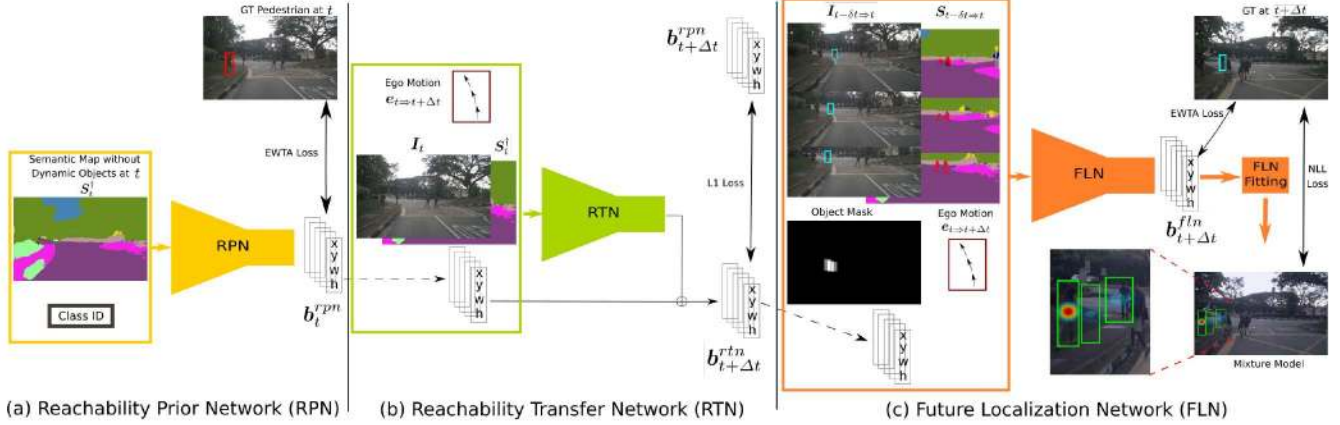 GT Pedestrian at t
EWTA Loss
Semantic Map without
Dynamic Objects at t
S_t^†
RPN
Class ID
x
y
w
h
b_t^{rpn}
(a) Reachability Prior Network (RPN)
Ego Motion
e_{t⇒t+Δt}
I_t
S_t^†
RTN
x
y
w
h
b_{t+Δt}^{rpn}
x
y
w
h
L1 Loss
x
y
w
h
b_{t+Δt}^{rtn}
(b) Reachability Transfer Network (RTN)
I_{t−δt⇒t}
S_{t−δt⇒t}
Object Mask
Ego Motion
e_{t⇒t+Δt}
x
y
w
h
FLN
x
y
w
h
b_{t+Δt}^{fln}
GT at t+Δt
EWTA Loss
FLN
Fitting
NLL
Loss
Mixture Model
(c) Future Localization Network (FLN)